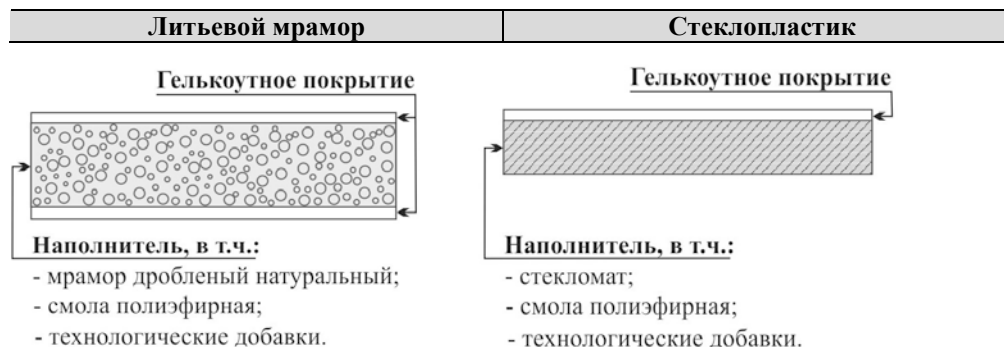 Литьевой мрамор
Стеклопластик
Гелькоутное покрытие
Наполнитель, в т.ч.:
- мрамор дробленый натуральный;
- смола полиэфирная;
- технологические добавки.
Гелькоутное покрытие
Наполнитель, в т.ч.:
- стекломат;
- смола полиэфирная;
- технологические добавки.